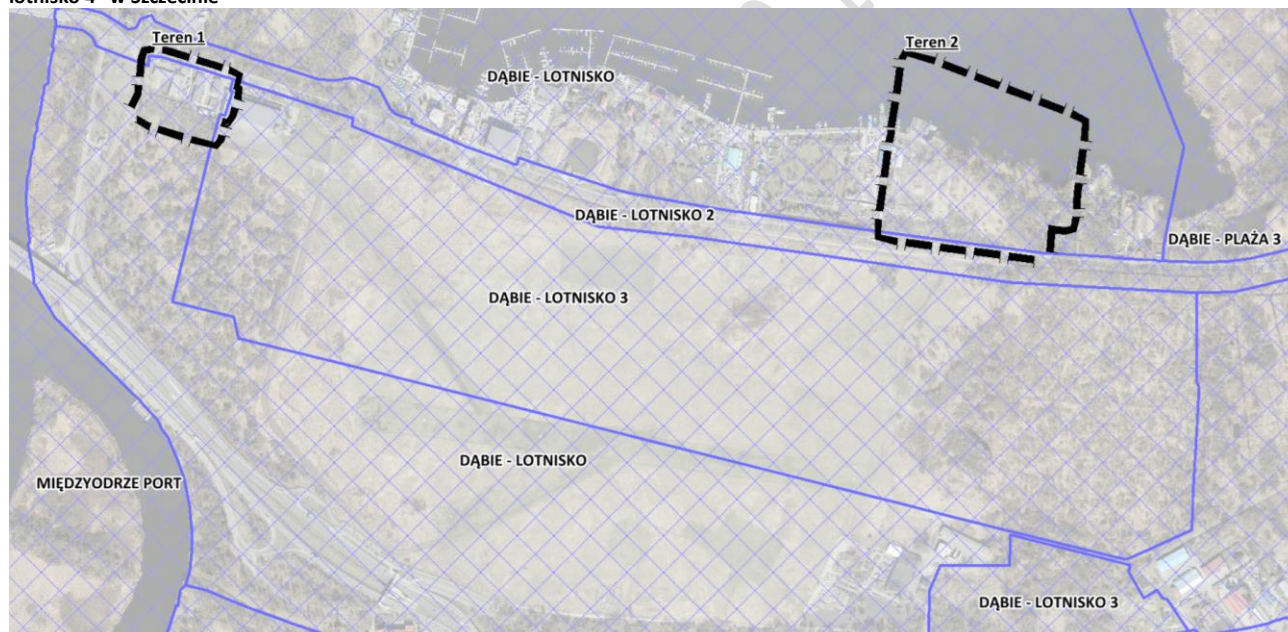 lotnisko 4" w Szczecinie
Teren 1
Teren 2
DĄBIE - LOTNISKO
DĄBIE - LOTNISKO 2
DĄBIE - PLAŻA 3
DĄBIE - LOTNISKO 3
DĄBIE - LOTNISKO
MIĘDZYODRZE PORT
DĄBIE - LOTNISKO 3